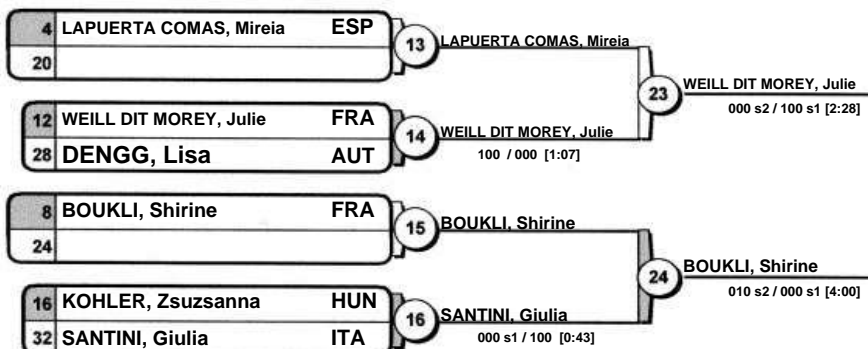 4 LAPUERTA COMAS, Mireia ESP
20
13
LAPUERTA COMAS, Mireia
12 WEILL DIT MOREY, Julie FRA
28 DENGG, Lisa AUT
14
WEILL DIT MOREY, Julie
100 / 000 [1:07]
23
WEILL DIT MOREY, Julie
000 s2 / 100 s1 [2:28]
8 BOUKLI, Shirine FRA
24
15
BOUKLI, Shirine
16 KOHLER, Zsuzsanna HUN
32 SANTINI, Giulia ITA
16
SANTINI, Giulia
000 s1 / 100 [0:43]
24
BOUKLI, Shirine
010 s2 / 000 s1 [4:00]